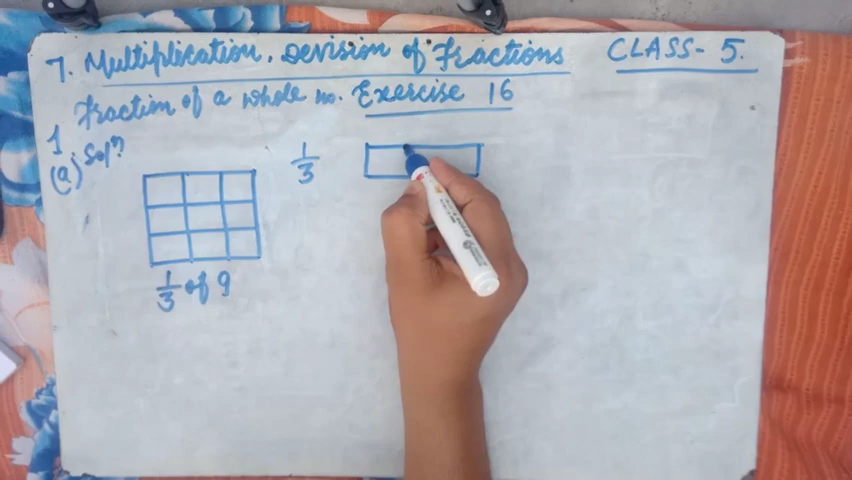 7. Multiplication, Devision of Fractions CLASS- 5.
Fraction of a whole no. Exercise 16
1. Solⁿ
(a)
1/3
1/3 of 9